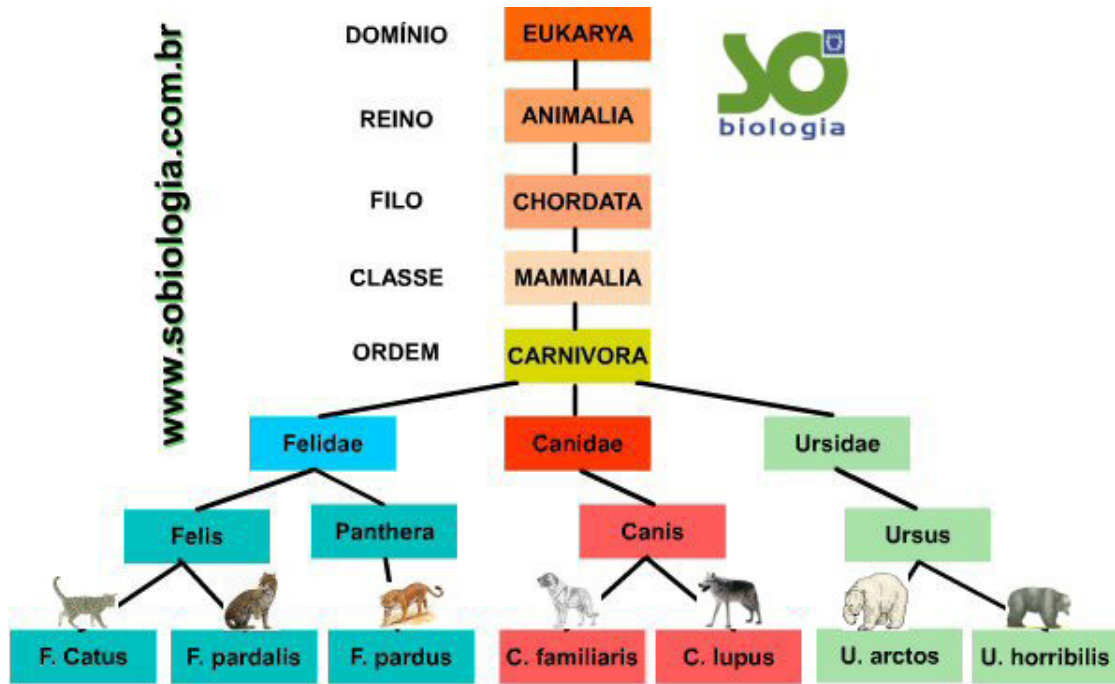 www.sobiologia.com.br
DOMÍNIO EUKARYA
SÓ
biologia
REINO ANIMALIA
FILO CHORDATA
CLASSE MAMMALIA
ORDEM CARNIVORA
Felidae Canidae Ursidae
Felis Panthera Canis Ursus
F. Catus F. pardalis F. pardus C. familiaris C. lupus U. arctos U. horribilis